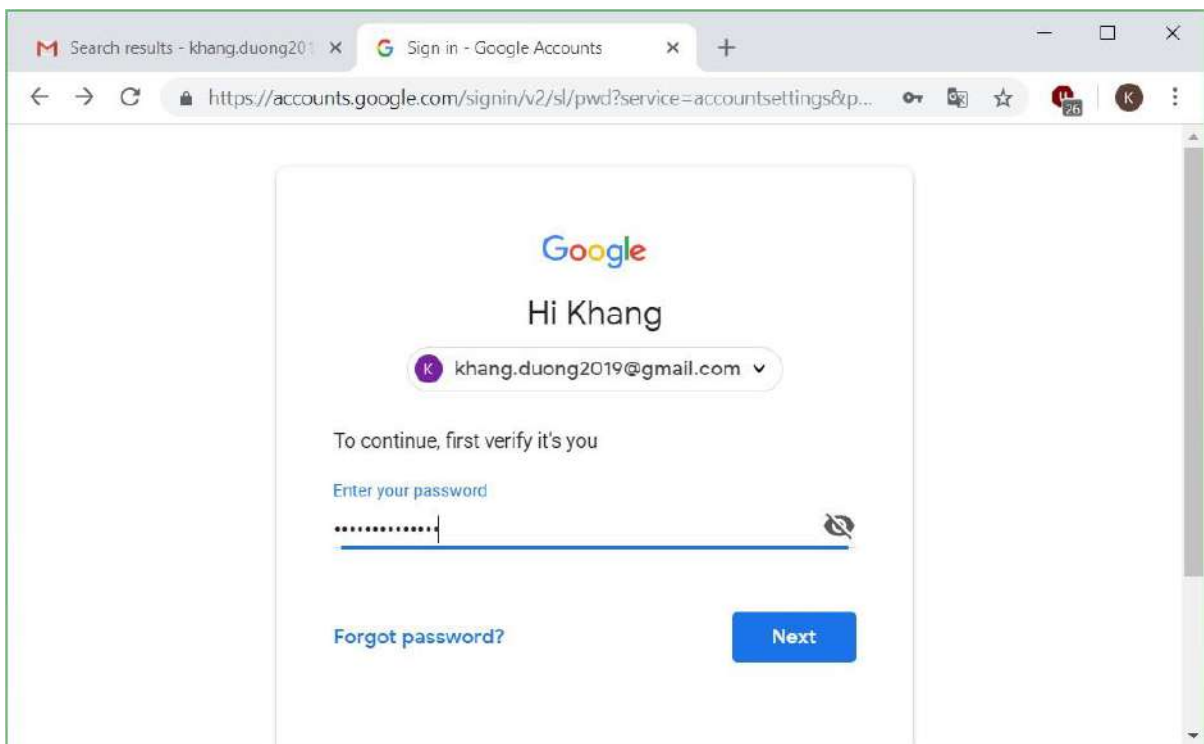 Search results - khang.duong201
Sign in - Google Accounts
https://accounts.google.com/signin/v2/sl/pwd?service=accountsettings&p...
26
K
Google
Hi Khang
K
khang.duong2019@gmail.com
To continue, first verify it's you
Enter your password
••••••••••••••
Forgot password?
Next